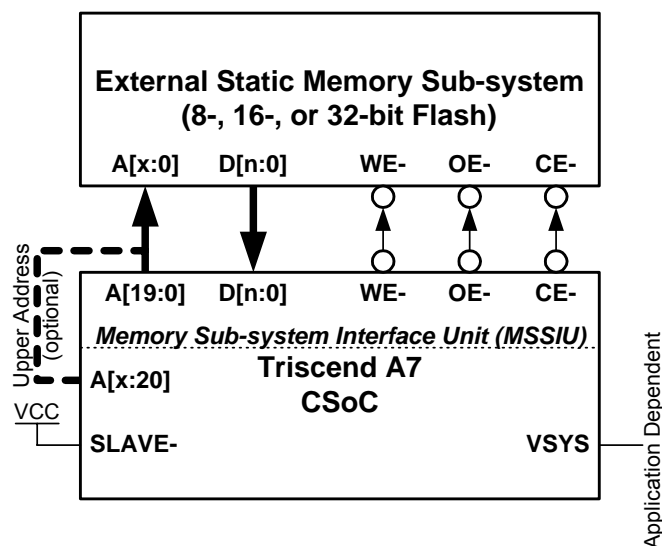 External Static Memory Sub-system
(8-, 16-, or 32-bit Flash)
A[x:0] D[n:0] WE- OE- CE-
Upper Address
(optional)
A[19:0] D[n:0] WE- OE- CE-
Memory Sub-system Interface Unit (MSSIU)
Triscend A7
CSoC
A[x:20]
VCC
SLAVE-
VSYS
Application Dependent